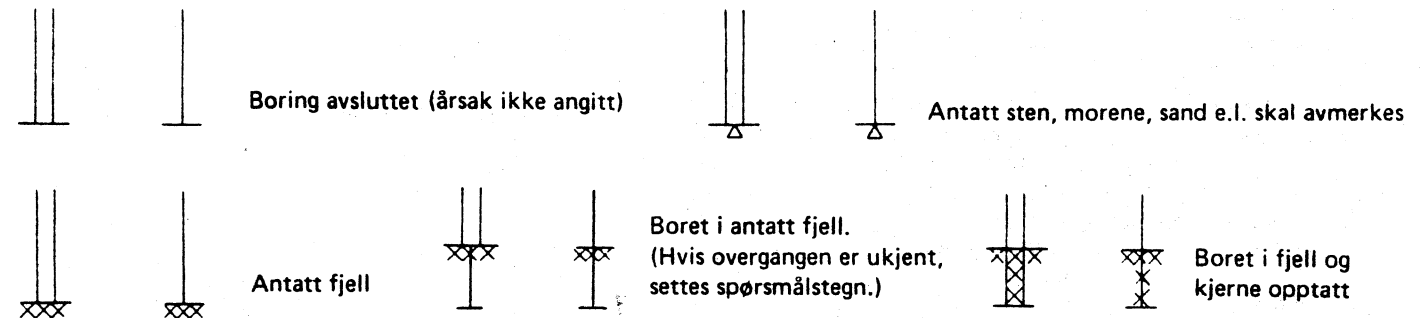 Boring avsluttet (årsak ikke angitt)
Antatt sten, morene, sand e.l. skal avmerkes
Antatt fjell
Boret i antatt fjell.
(Hvis overgangen er ukjent,
settes spørsmålstegn.)
Boret i fjell og
kjerne opptatt